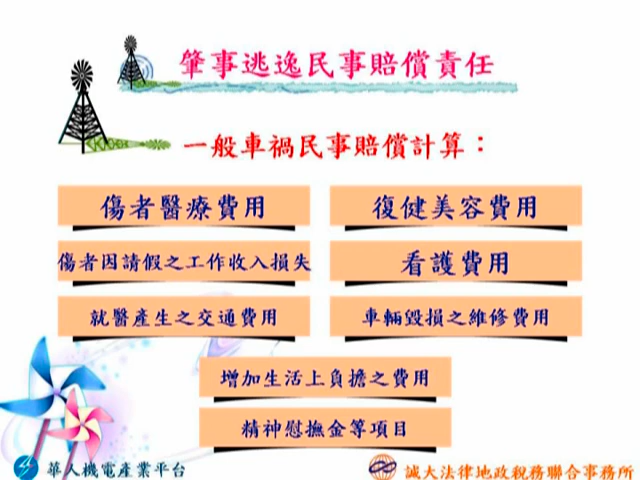 肇事逃逸民事賠償責任
一般車禍民事賠償計算：
傷者醫療費用
復健美容費用
傷者因請假之工作收入損失
看護費用
就醫產生之交通費用
車輛毀損之維修費用
增加生活上負擔之費用
精神慰撫金等項目
華人機電產業平台
誠大法律地政稅務聯合事務所